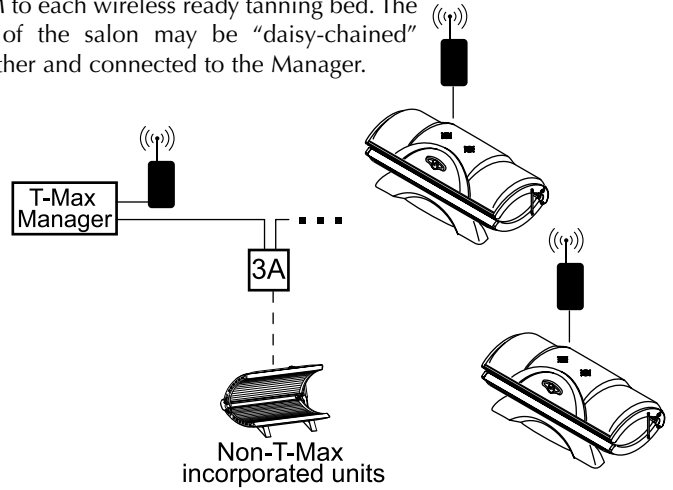 to each wireless ready tanning bed. The
of the salon may be “daisy-chained”
and connected to the Manager.
T-Max
Manager
3A
Non-T-Max
incorporated units